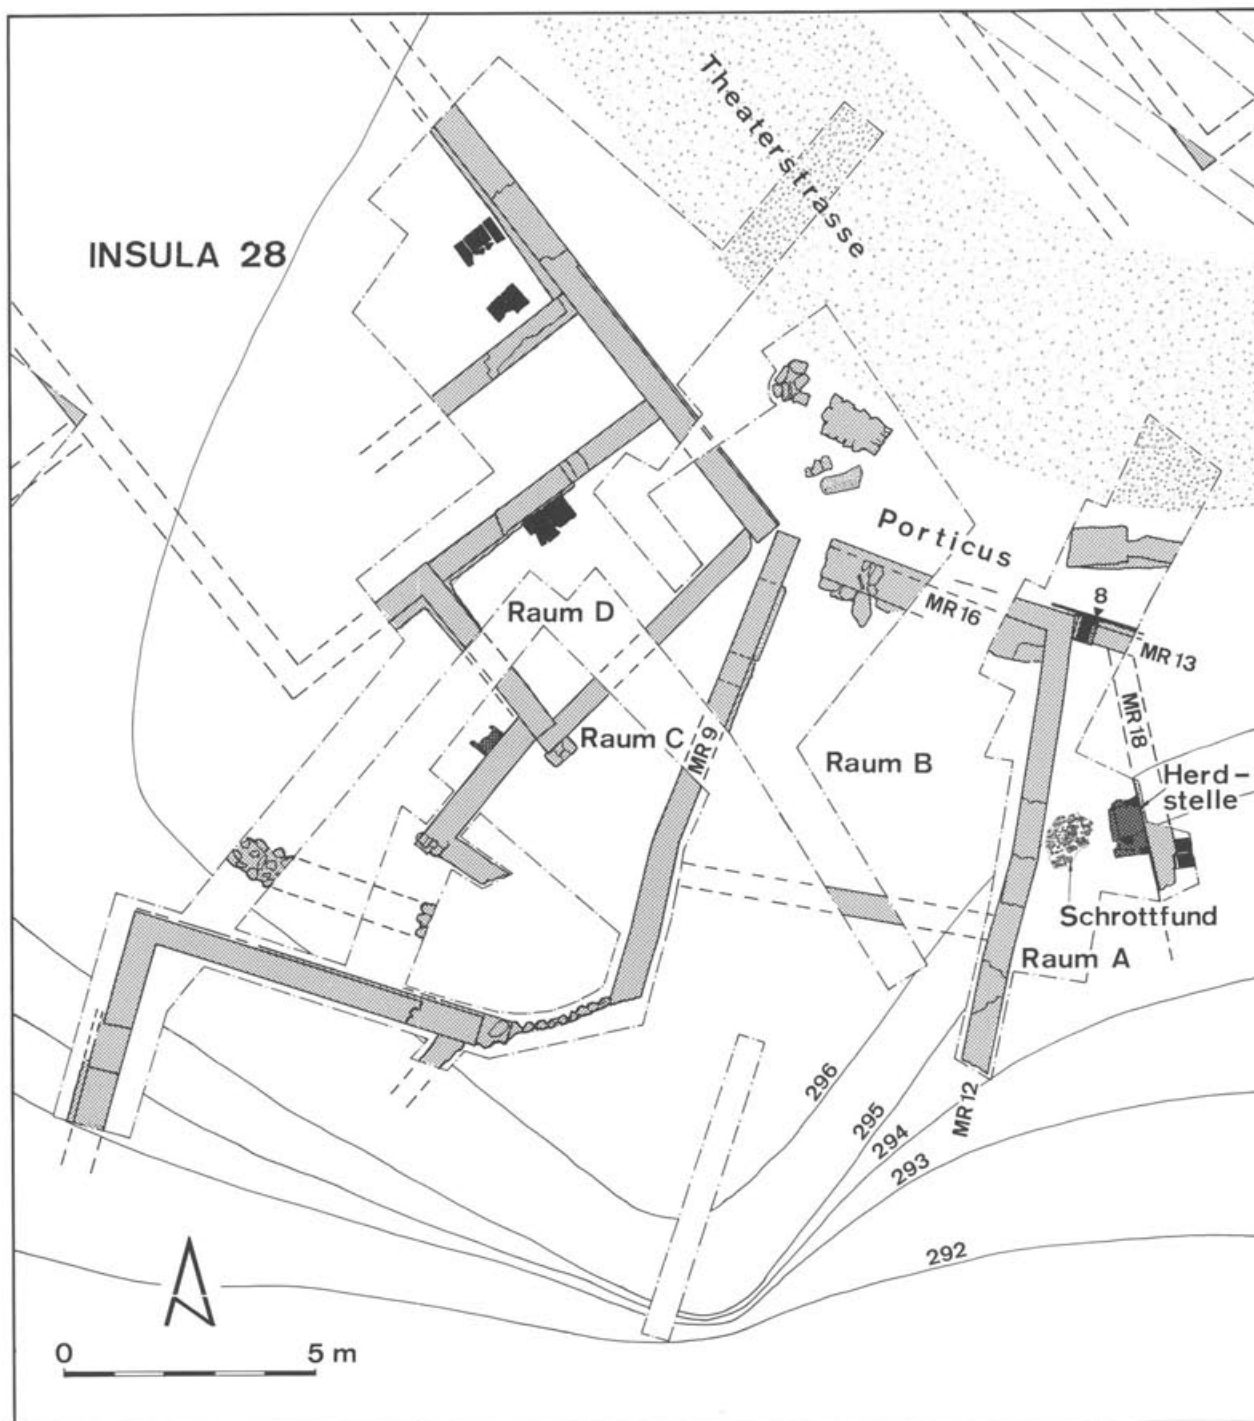 Theaterstrasse
INSULA 28
Porticus
8
MR 16
MR 13
Raum D
MR 18
Raum C
MR 9
Raum B
Herd-
stelle
Schrottfund
Raum A
296
295
294
293
MR 12
292
0 5 m